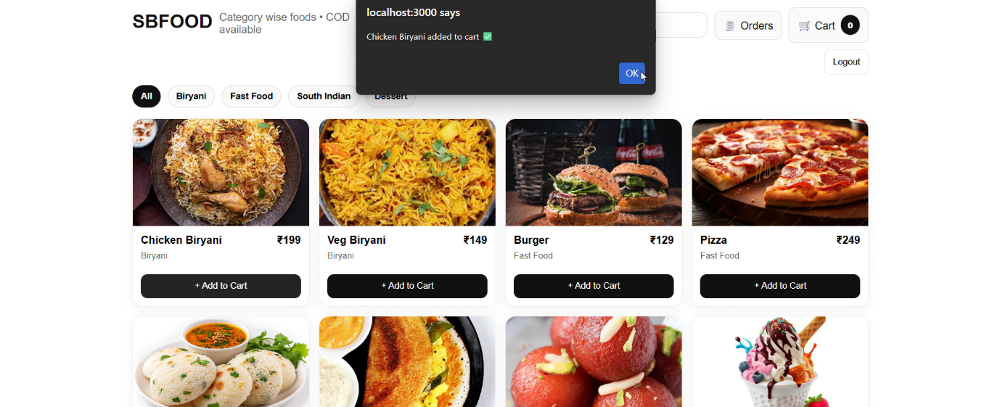 SBFOOD
Category wise foods • COD
available
localhost:3000 says
Chicken Biryani added to cart ✅
OK
🧾 Orders
🛒 Cart 0
Logout
All
Biryani
Fast Food
South Indian
Dessert
Chicken Biryani ₹199
Biryani
+ Add to Cart
Veg Biryani ₹149
Biryani
+ Add to Cart
Burger ₹129
Fast Food
+ Add to Cart
Pizza ₹249
Fast Food
+ Add to Cart
Coca-Cola